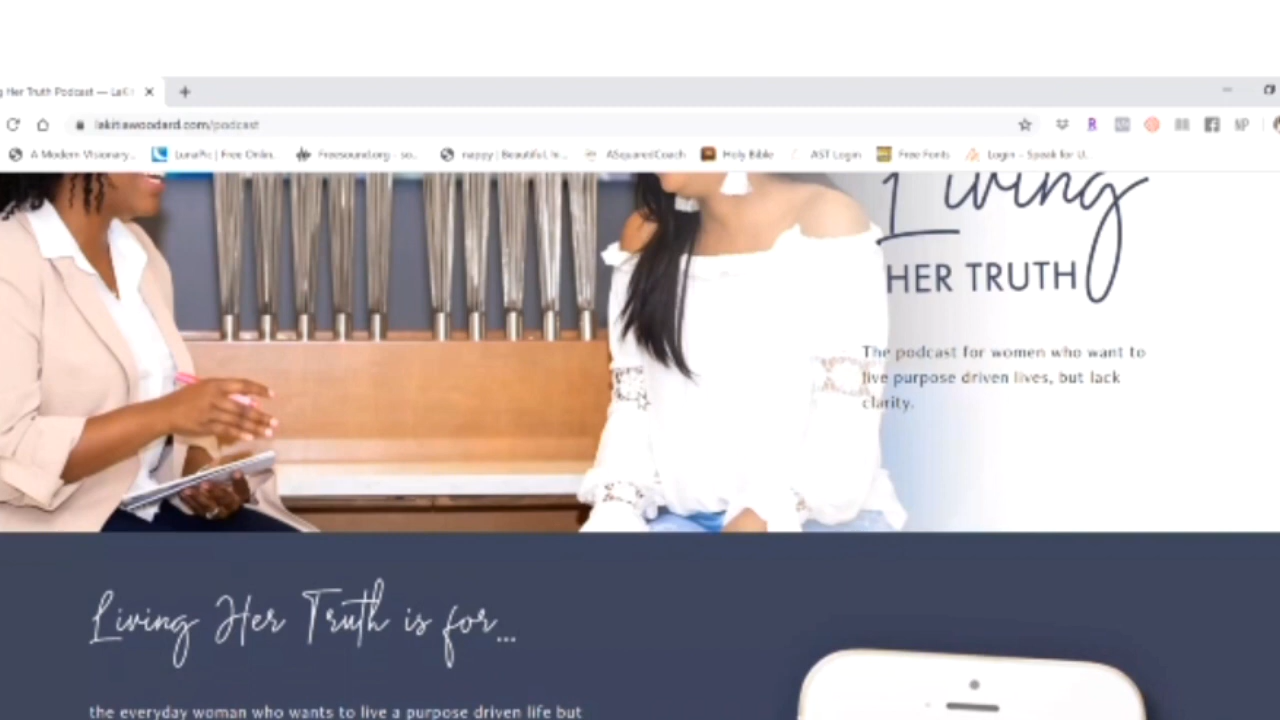 Her Truth Podcast — LaKi
lakitiawoodard.com/podcast
A Modern Visionary... LunaPic | Free Onlin... Freesound.org - so... nappy | Beautiful, In... ASquaredCoach Holy Bible AST Login Free Fonts Login – Speak for U...
Living
HER TRUTH
The podcast for women who want to
live purpose driven lives, but lack
clarity.
Living Her Truth is for...
the everyday woman who wants to live a purpose driven life but